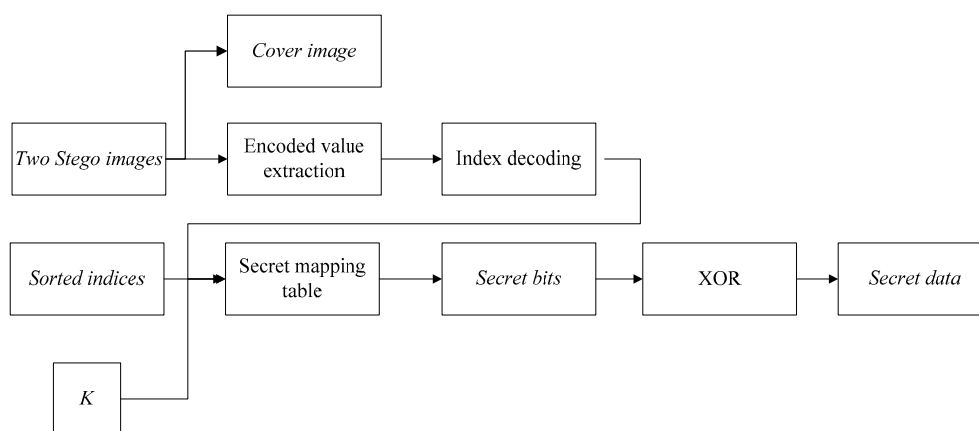 Cover image
Two Stego images
Encoded value
extraction
Index decoding
Sorted indices
Secret mapping
table
Secret bits
XOR
Secret data
K